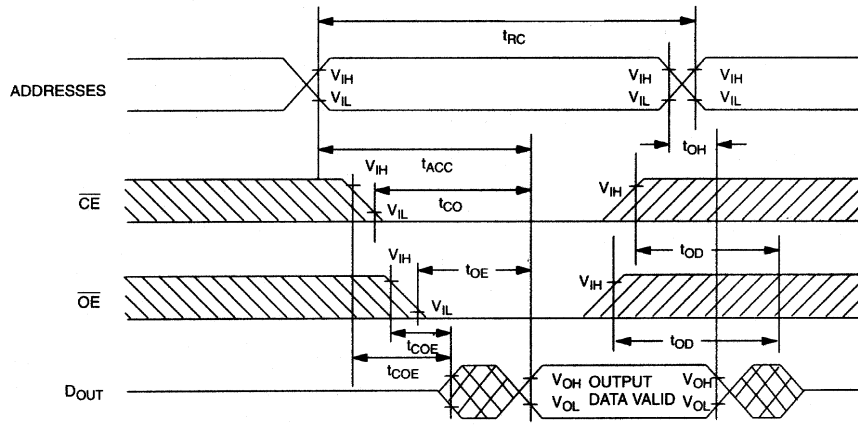 tRC
ADDRESSES
VIH VIH VIH
VIL VIL VIL
tOH
tACC
VIH
CE
tCO
VIL
VIH
tOD
VIH
tOE
OE
VIH
VIL
tCOE
tOD
tCOE
DOUT
VOH OUTPUT VOH
VOL DATA VALID VOL